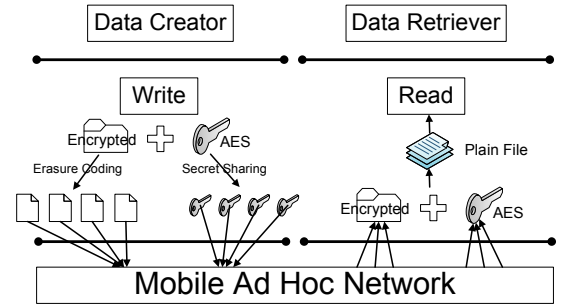 Data Creator
Data Retriever
Write
Read
Encrypted
AES
Erasure Coding
Secret Sharing
Plain File
Encrypted
AES
Mobile Ad Hoc Network